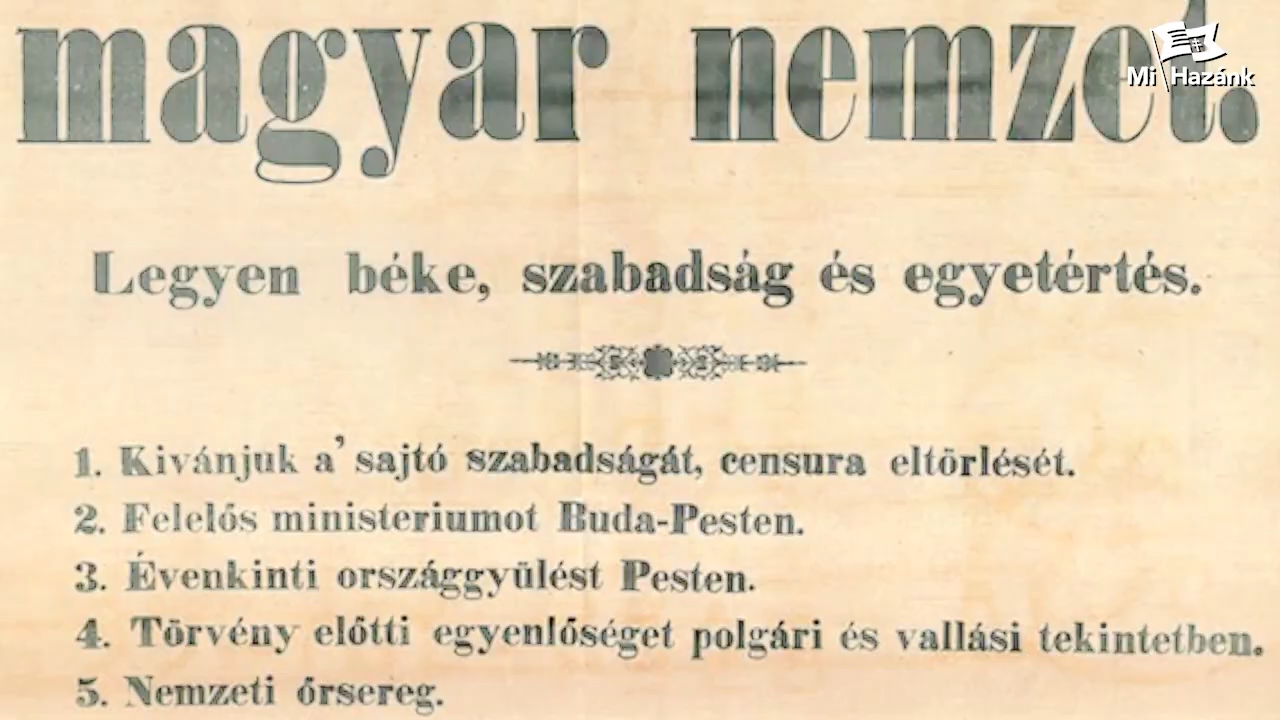 magyar nemzet.
Mi Hazánk
Legyen béke, szabadság és egyetértés.
1. Kivánjuk a' sajtó szabadságát, censura eltörlését.
2. Felelős ministeriumot Buda-Pesten.
3. Évenkinti országgyülést Pesten.
4. Törvény előtti egyenlőséget polgári és vallási tekintetben.
5. Nemzeti őrsereg.